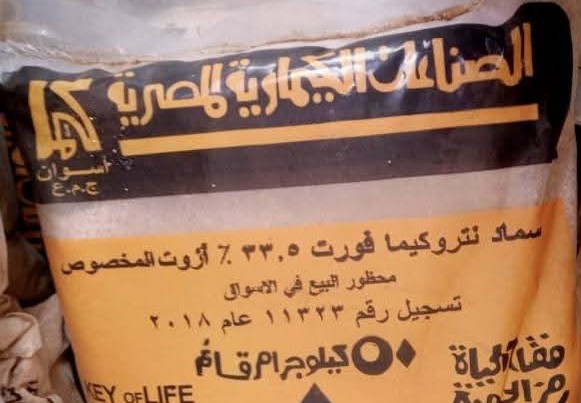 الصناعات الكيماوية المصرية
كيما
أسوان
ج.م.ع
سماد نتروكيما فورت ٣٣,٥ ٪ أزوت المخصوص
محظور البيع في الاسواق
تسجيل رقم ١١٣٢٣ عام ٢٠١٨
٥٠ كيلوجرام قائم
KEY OF LIFE